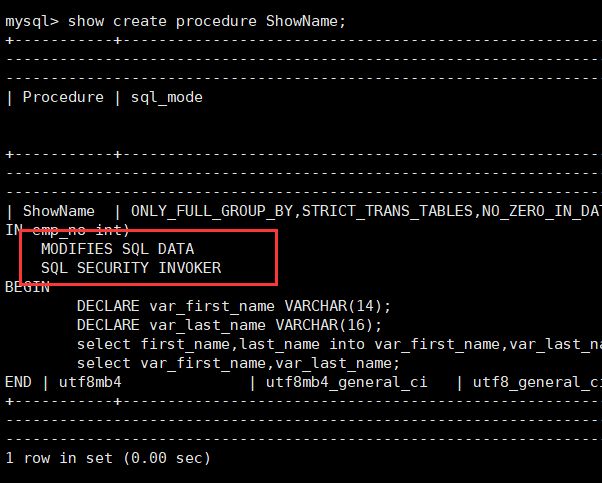 mysql> show create procedure ShowName;
+-----------+------------------------------------------------------
-------------------------------------------------------------------
-------------------------------------------------------------------
| Procedure | sql_mode
+-----------+------------------------------------------------------
-------------------------------------------------------------------
-------------------------------------------------------------------
| ShowName  | ONLY_FULL_GROUP_BY,STRICT_TRANS_TABLES,NO_ZERO_IN_DAT
IN emp_no int)
    MODIFIES SQL DATA
    SQL SECURITY INVOKER
BEGIN
        DECLARE var_first_name VARCHAR(14);
        DECLARE var_last_name VARCHAR(16);
        select first_name,last_name into var_first_name,var_last_na
        select var_first_name,var_last_name;
END | utf8mb4              | utf8mb4_general_ci   | utf8_general_ci
+-----------+------------------------------------------------------
-------------------------------------------------------------------
-------------------------------------------------------------------
1 row in set (0.00 sec)